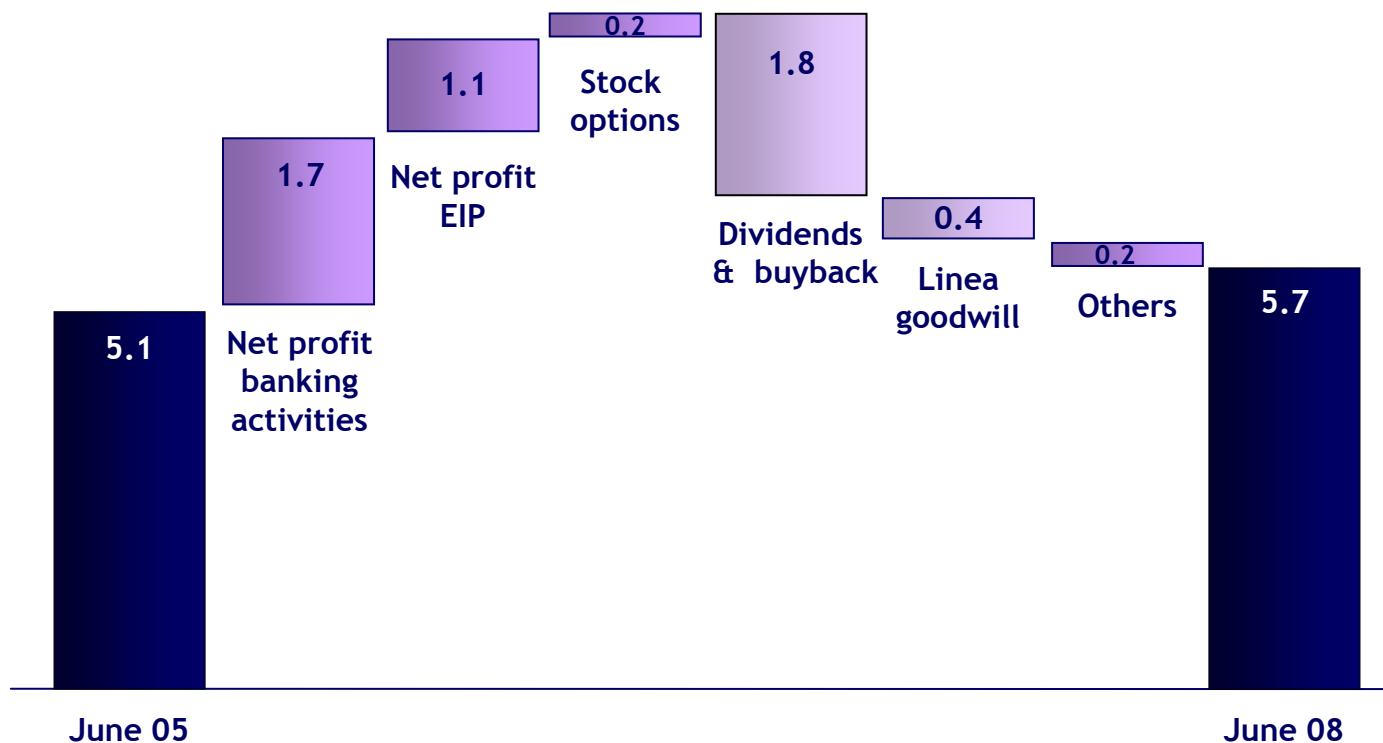 0.2
1.8
1.1
Stock
options
1.7
Net profit
EIP
0.4
Dividends
& buyback
0.2
Linea
goodwill
Others
5.7
5.1
Net profit
banking
activities
June 05
June 08